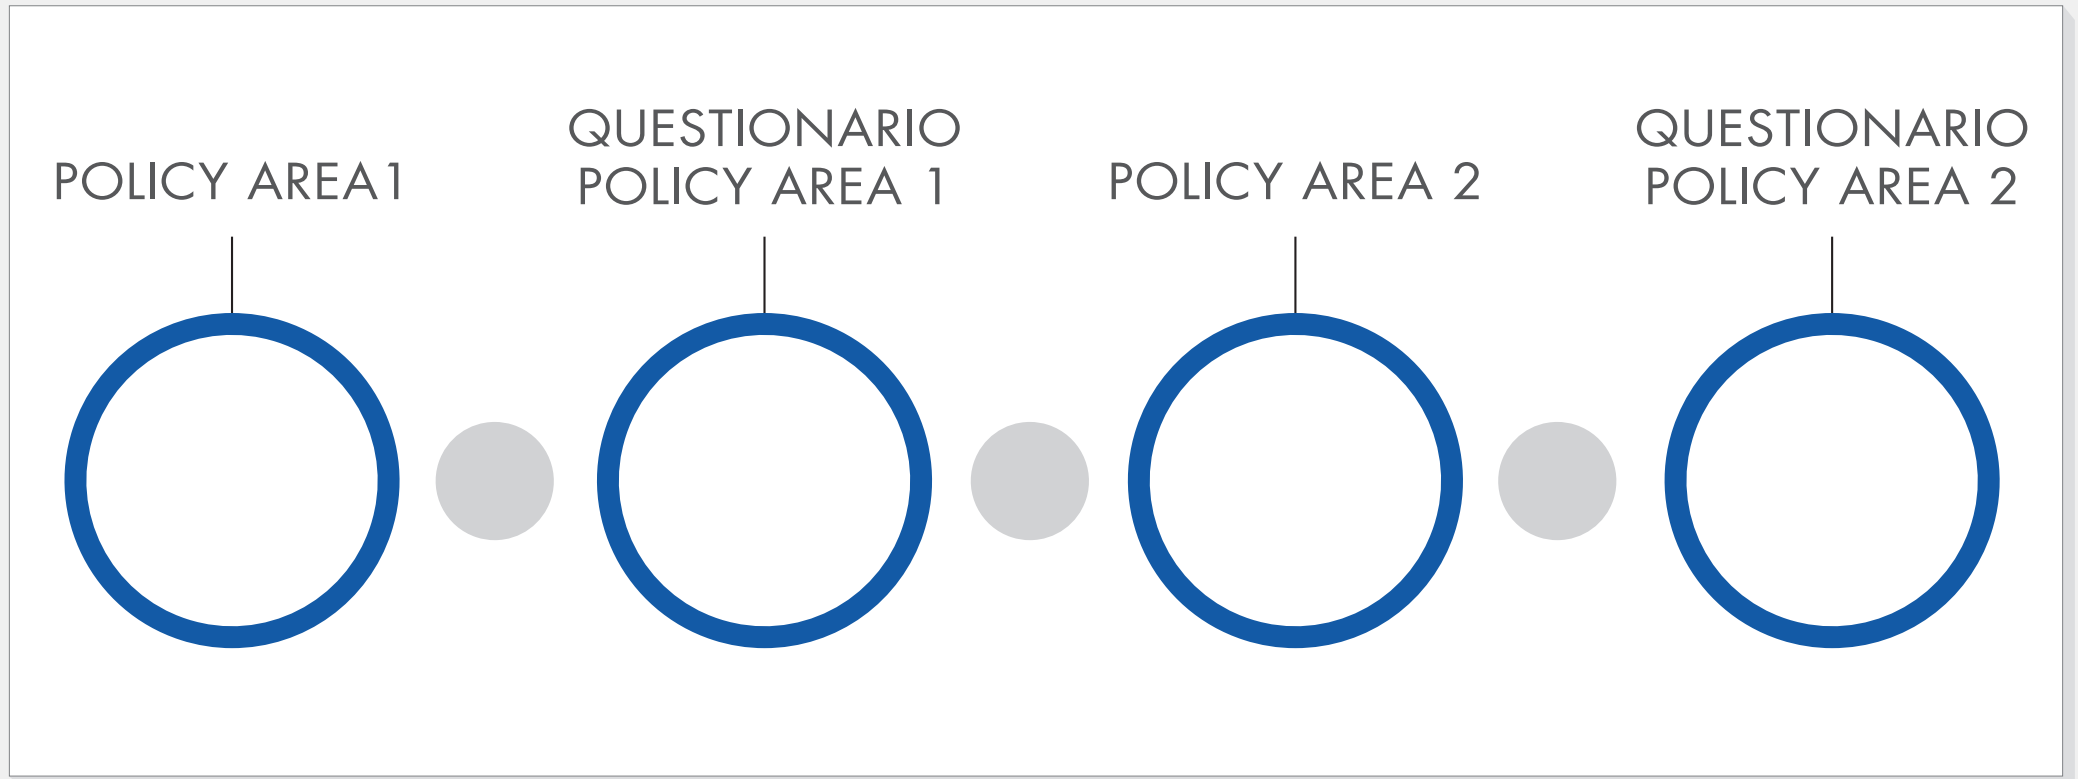 POLICY AREA1
QUESTIONARIO
POLICY AREA 1
POLICY AREA 2
QUESTIONARIO
POLICY AREA 2